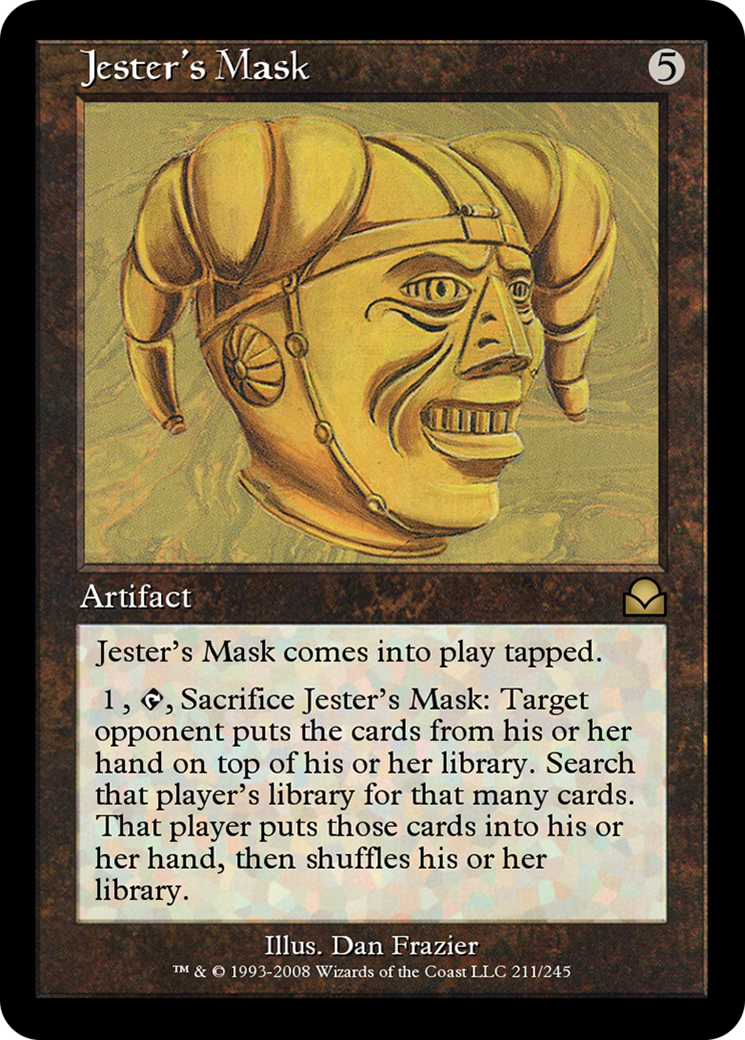 Jester's Mask 5
Artifact
Jester's Mask comes into play tapped.
1, , Sacrifice Jester's Mask: Target
opponent puts the cards from his or her
hand on top of his or her library. Search
that player's library for that many cards.
That player puts those cards into his or
her hand, then shuffles his or her
library.
Illus. Dan Frazier
™ & © 1993-2008 Wizards of the Coast LLC 211/245